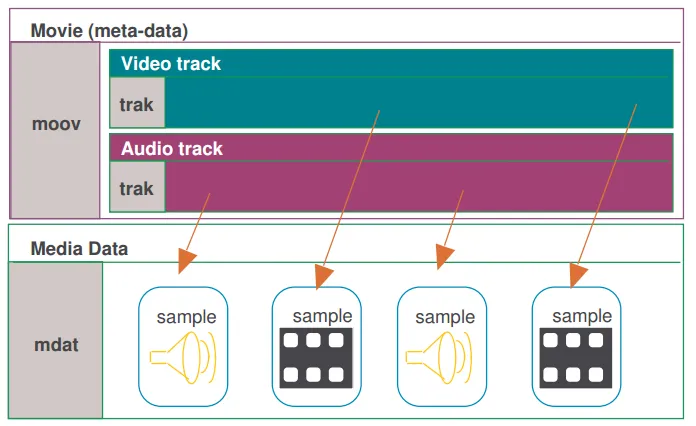 Movie (meta-data)
moov
Video track
trak
Audio track
trak
Media Data
mdat
sample
sample
sample
sample